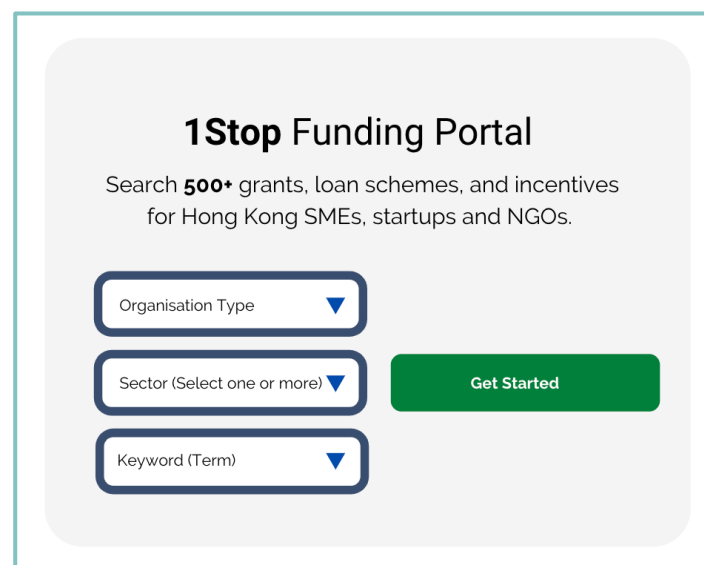 1Stop Funding Portal
Search 500+ grants, loan schemes, and incentives
for Hong Kong SMEs, startups and NGOs.
Organisation Type
Sector (Select one or more)
Get Started
Keyword (Term)